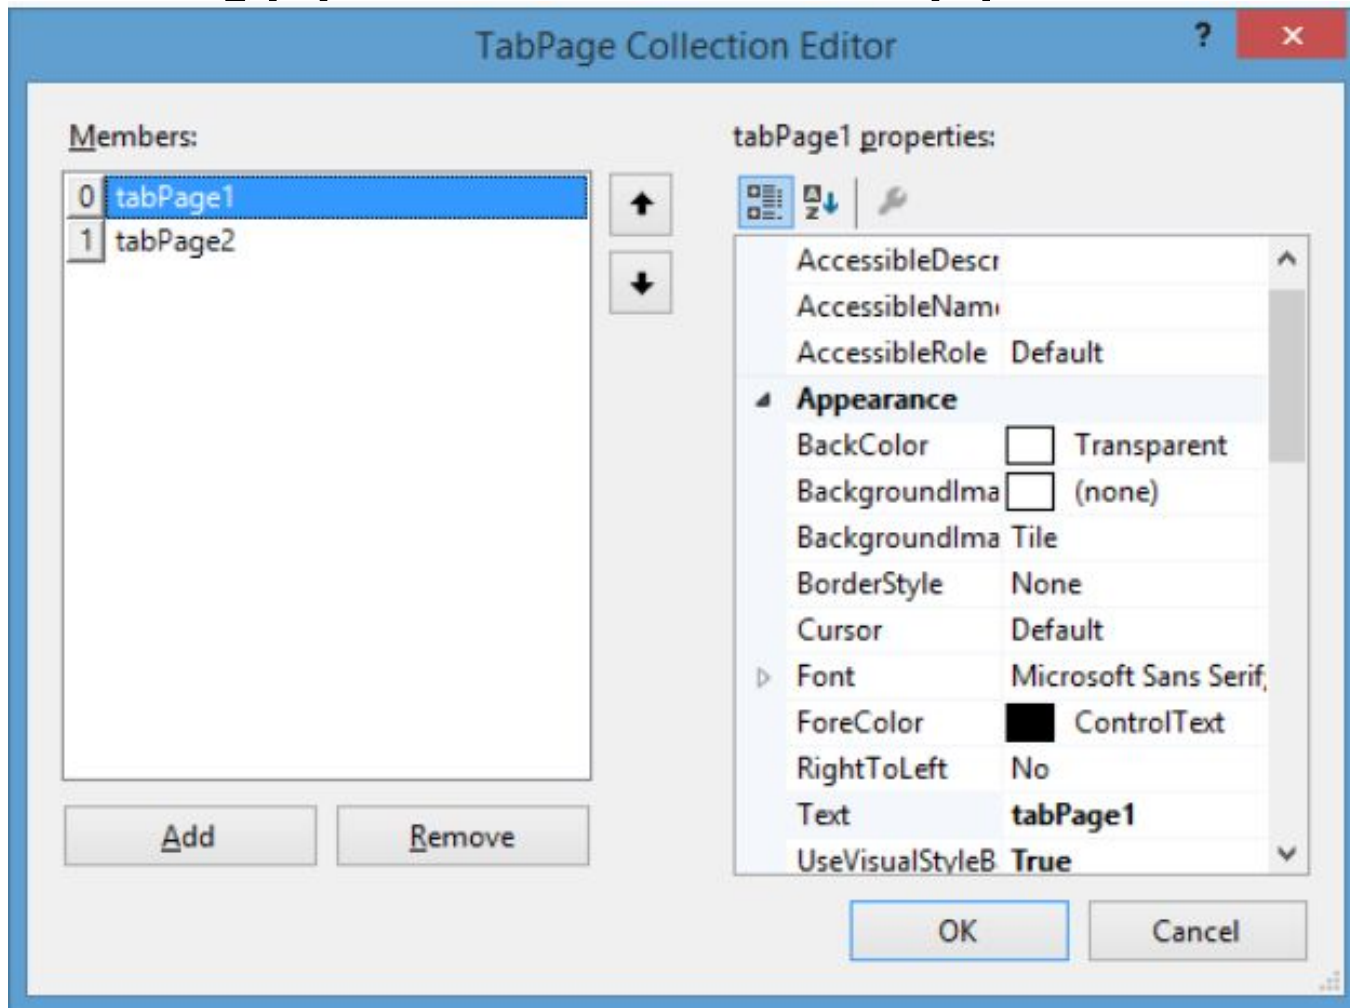 TabPage Collection Editor
?
×
Members:
tabPage1 properties:
0 tabPage1
1 tabPage2
AZ
AccessibleDescr
AccessibleNam
AccessibleRole Default
Appearance
BackColor Transparent
BackgroundIma (none)
BackgroundIma Tile
BorderStyle None
Cursor Default
Font Microsoft Sans Serif,
ForeColor ControlText
RightToLeft No
Text tabPage1
UseVisualStyleB True
Add
Remove
OK
Cancel